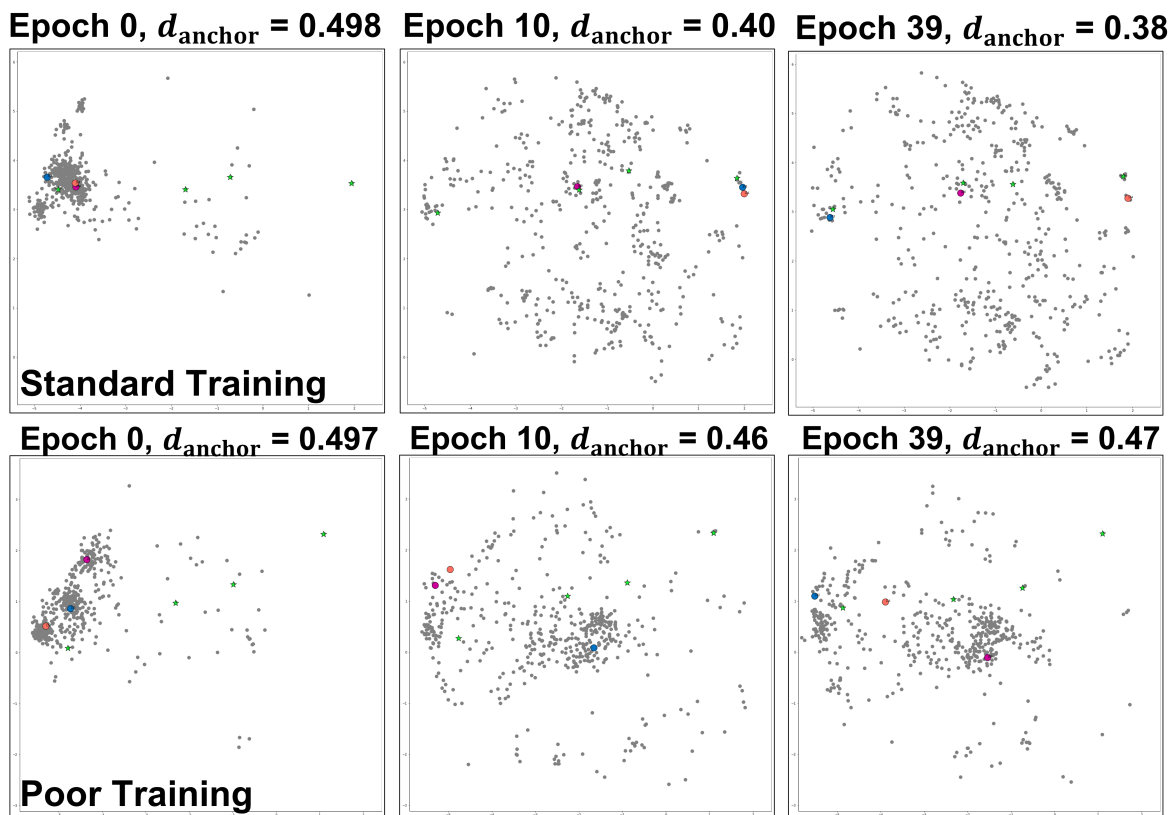 Epoch 0, d_anchor = 0.498
Epoch 10, d_anchor = 0.40
Epoch 39, d_anchor = 0.38
Standard Training
Epoch 0, d_anchor = 0.497
Epoch 10, d_anchor = 0.46
Epoch 39, d_anchor = 0.47
Poor Training